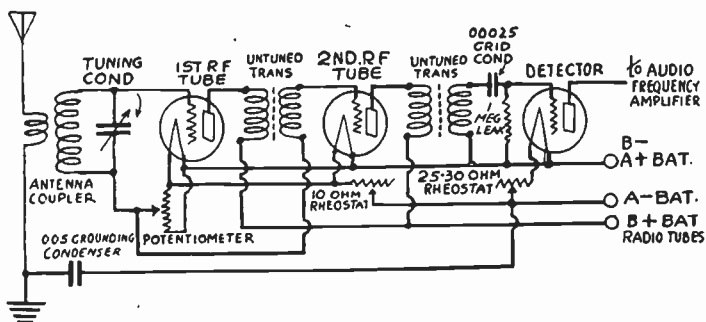 TUNING
COND
1ST RF
TUBE
UNTUNED
TRANS
2ND. RF
TUBE
UNTUNED
TRANS
.00025
GRID
COND
1
MEG
LEAK
DETECTOR
to AUDIO
FREQUENCY
AMPLIFIER
B-
A+BAT.
A-BAT.
B+BAT
RADIO TUBES
ANTENNA
COUPLER
10 OHM
RHEOSTAT
25-30 OHM
RHEOSTAT
POTENTIOMETER
005 GROUNDING
CONDENSER